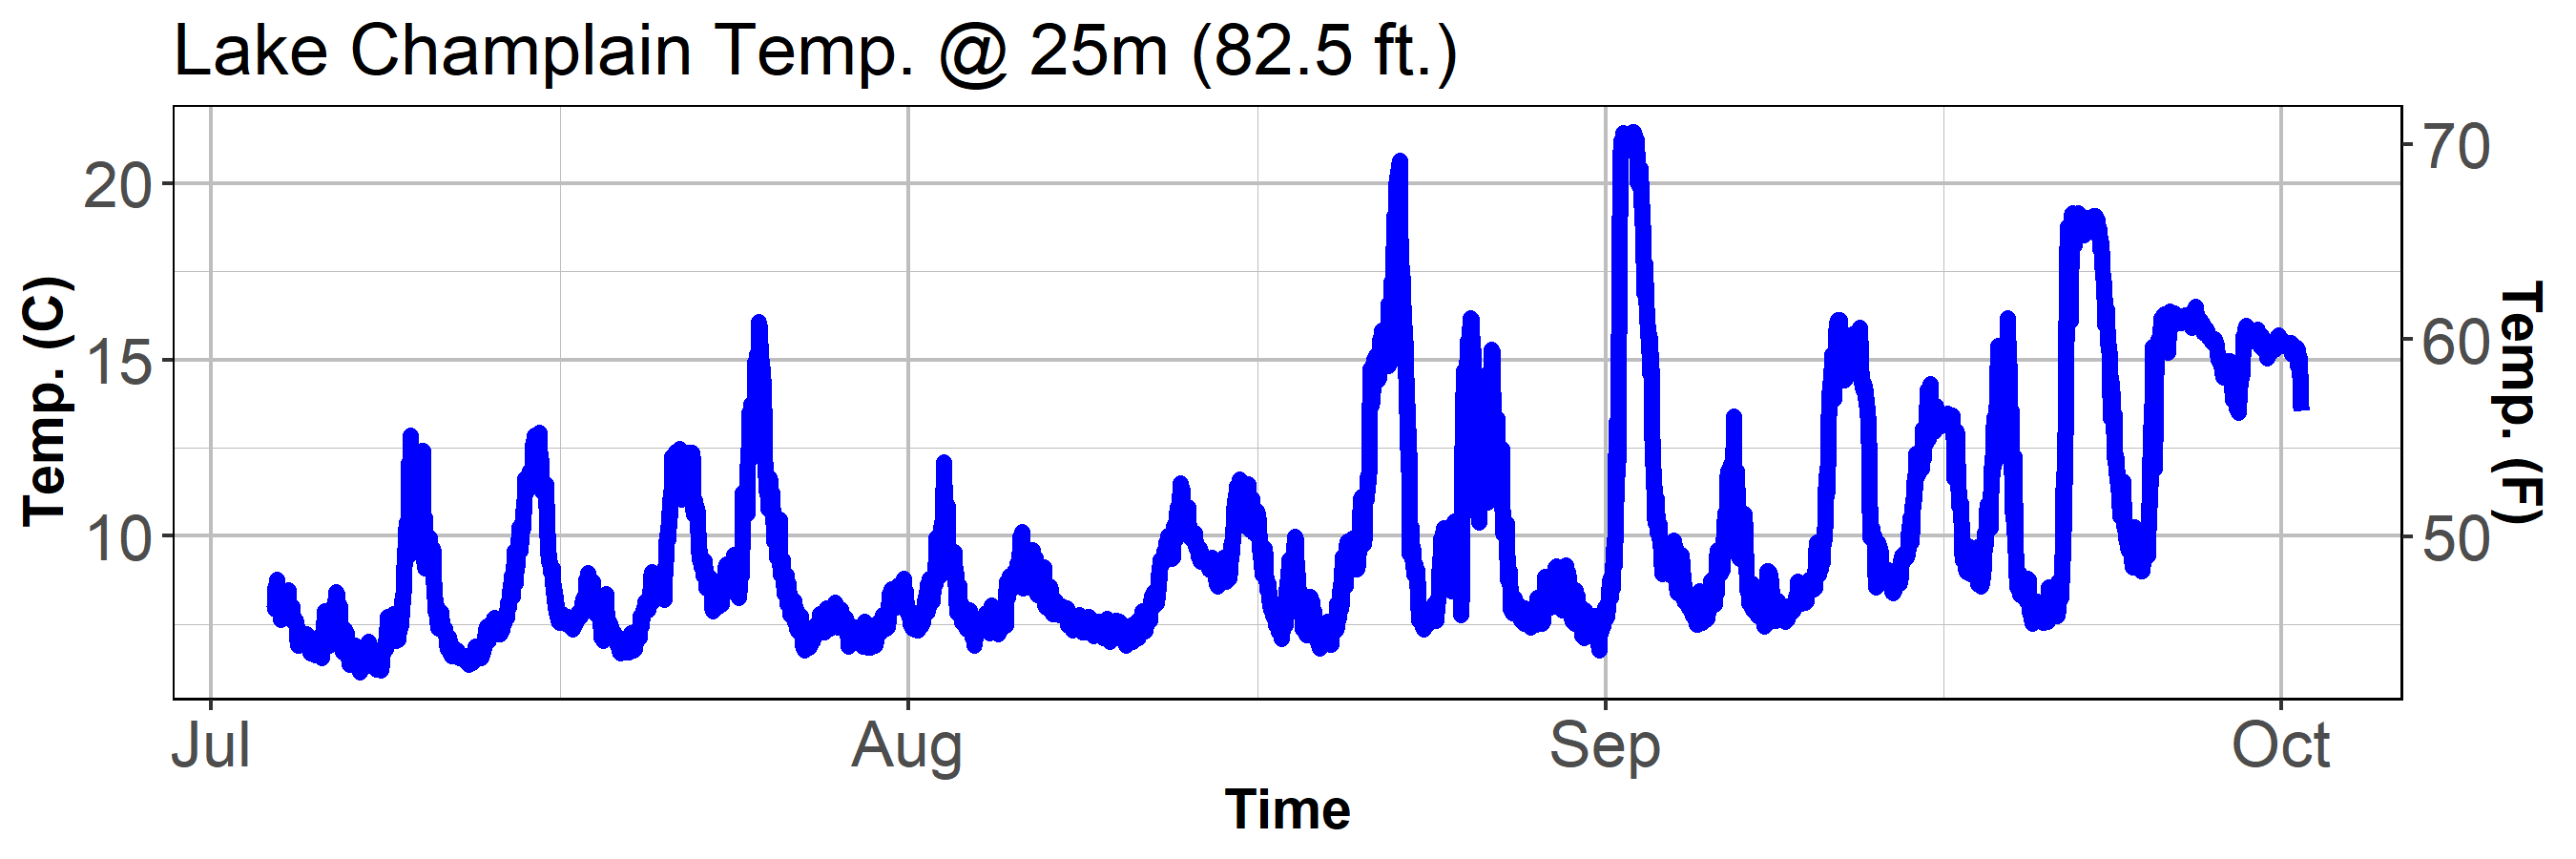 Lake Champlain Temp. @ 25m (82.5 ft.)
Temp. (C)
20
15
10
70
60
50
Temp. (F)
Jul Aug Sep Oct
Time